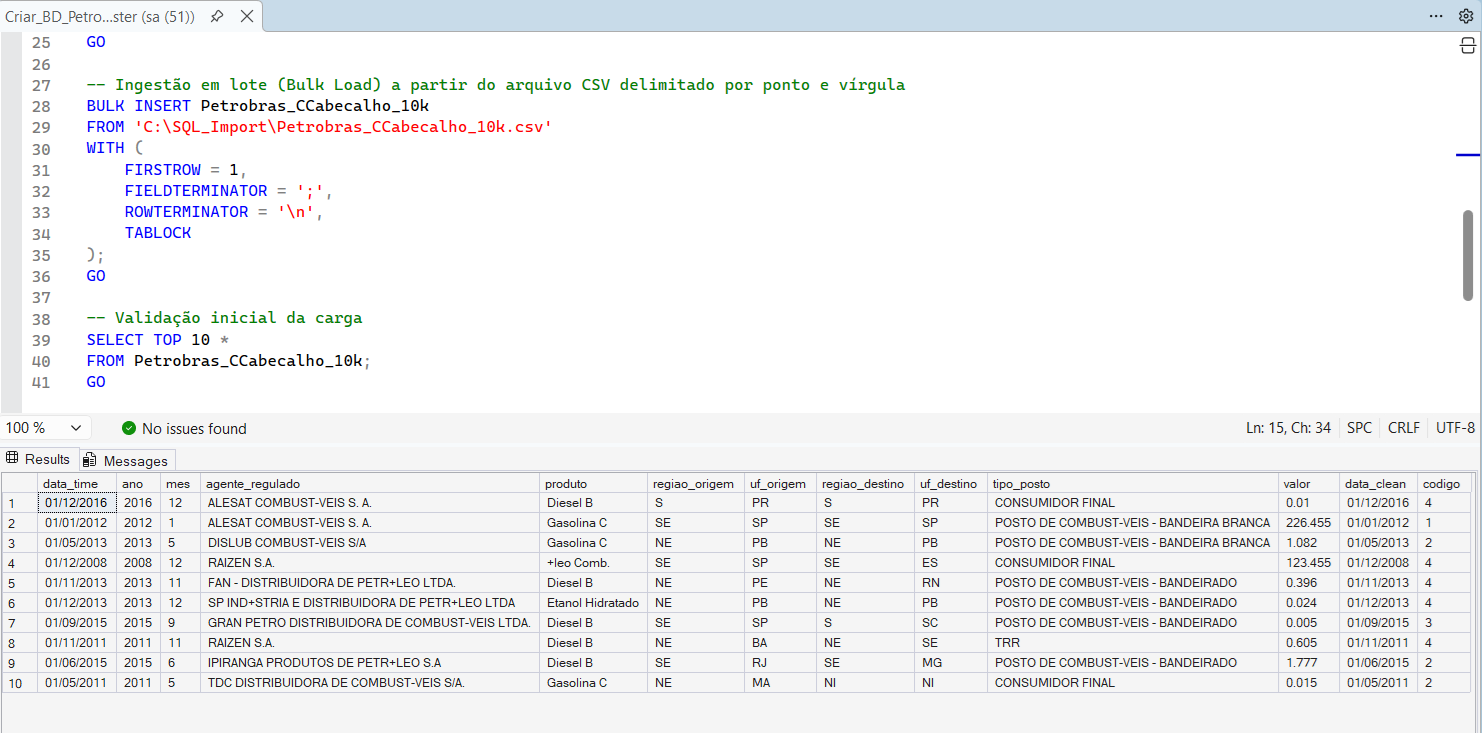 Criar_BD_Petro...ster (sa (51))
25 GO
26
27 -- Ingestão em lote (Bulk Load) a partir do arquivo CSV delimitado por ponto e vírgula
28 BULK INSERT Petrobras_CCabecalho_10k
29 FROM 'C:\SQL_Import\Petrobras_CCabecalho_10k.csv'
30 WITH (
31 FIRSTROW = 1,
32 FIELDTERMINATOR = ';',
33 ROWTERMINATOR = '\n',
34 TABLOCK
35 );
36 GO
37
38 -- Validação inicial da carga
39 SELECT TOP 10 *
40 FROM Petrobras_CCabecalho_10k;
41 GO
100 % No issues found Ln: 15, Ch: 34 SPC CRLF UTF-8
Results Messages
data_time ano mes agente_regulado produto regiao_origem uf_origem regiao_destino uf_destino tipo_posto valor data_clean codigo
1 01/12/2016 2016 12 ALESAT COMBUST-VEIS S. A. Diesel B S PR S PR CONSUMIDOR FINAL 0.01 01/12/2016 4
2 01/01/2012 2012 1 ALESAT COMBUST-VEIS S. A. Gasolina C SE SP SE SP POSTO DE COMBUST-VEIS - BANDEIRA BRANCA 226.455 01/01/2012 1
3 01/05/2013 2013 5 DISLUB COMBUST-VEIS S/A Gasolina C NE PB NE PB POSTO DE COMBUST-VEIS - BANDEIRA BRANCA 1.082 01/05/2013 2
4 01/12/2008 2008 12 RAIZEN S.A. +leo Comb. SE SP SE ES CONSUMIDOR FINAL 123.455 01/12/2008 4
5 01/11/2013 2013 11 FAN - DISTRIBUIDORA DE PETR+LEO LTDA. Diesel B NE PE NE RN POSTO DE COMBUST-VEIS - BANDEIRADO 0.396 01/11/2013 4
6 01/12/2013 2013 12 SP IND+STRIA E DISTRIBUIDORA DE PETR+LEO LTDA Etanol Hidratado NE PB NE PB POSTO DE COMBUST-VEIS - BANDEIRADO 0.024 01/12/2013 4
7 01/09/2015 2015 9 GRAN PETRO DISTRIBUIDORA DE COMBUST-VEIS LTDA. Diesel B SE SP S SC POSTO DE COMBUST-VEIS - BANDEIRADO 0.005 01/09/2015 3
8 01/11/2011 2011 11 RAIZEN S.A. Diesel B NE BA NE SE TRR 0.605 01/11/2011 4
9 01/06/2015 2015 6 IPIRANGA PRODUTOS DE PETR+LEO S.A Diesel B SE RJ SE MG POSTO DE COMBUST-VEIS - BANDEIRADO 1.777 01/06/2015 2
10 01/05/2011 2011 5 TDC DISTRIBUIDORA DE COMBUST-VEIS S/A. Gasolina C NE MA NI NI CONSUMIDOR FINAL 0.015 01/05/2011 2